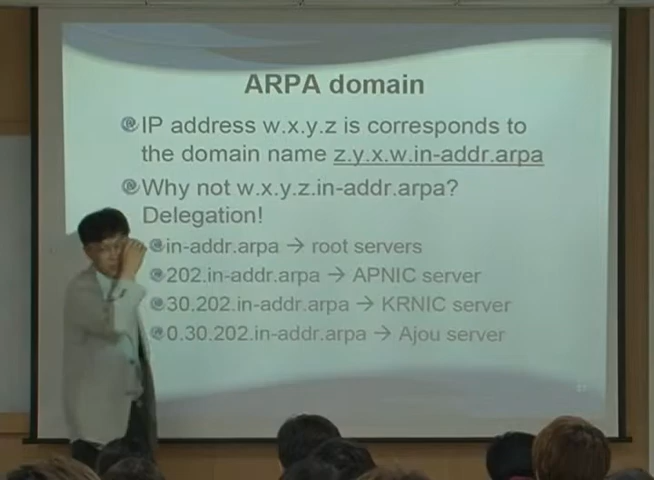 ARPA domain
IP address w.x.y.z is corresponds to
the domain name z.y.x.w.in-addr.arpa
Why not w.x.y.z.in-addr.arpa?
Delegation!
in-addr.arpa → root servers
202.in-addr.arpa → APNIC server
30.202.in-addr.arpa → KRNIC server
0.30.202.in-addr.arpa → Ajou server